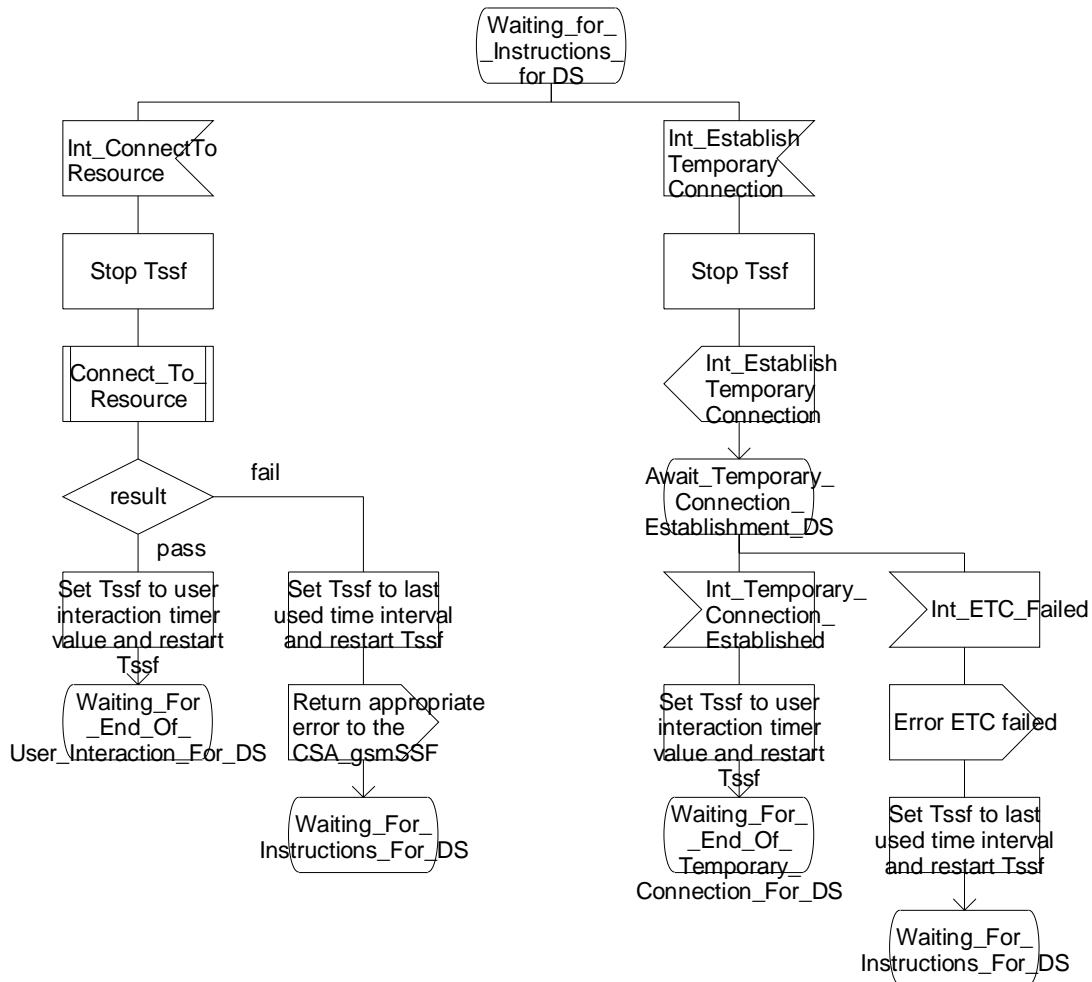 Waiting_for_
_Instructions_
for DS
Int_ConnectTo
Resource
Int_Establish
Temporary
Connection
Stop Tssf
Stop Tssf
Connect_To_
Resource
Int_Establish
Temporary
Connection
result
fail
pass
Await_Temporary_
Connection_
Establishment_DS
Set Tssf to user
interaction timer
value and restart
Tssf
Set Tssf to last
used time interval
and restart Tssf
Int_Temporary_
Connection_
Established
Int_ETC_Failed
Waiting_For
_End_Of_
User_Interaction_For_DS
Return appropriate
error to the
CSA_gsmSSF
Set Tssf to user
interaction timer
value and restart
Tssf
Error ETC failed
Waiting_For_
Instructions_For_DS
Waiting_For_
_End_Of_
Temporary_
Connection_For_DS
Set Tssf to last
used time interval
and restart Tssf
Waiting_For_
Instructions_For_DS